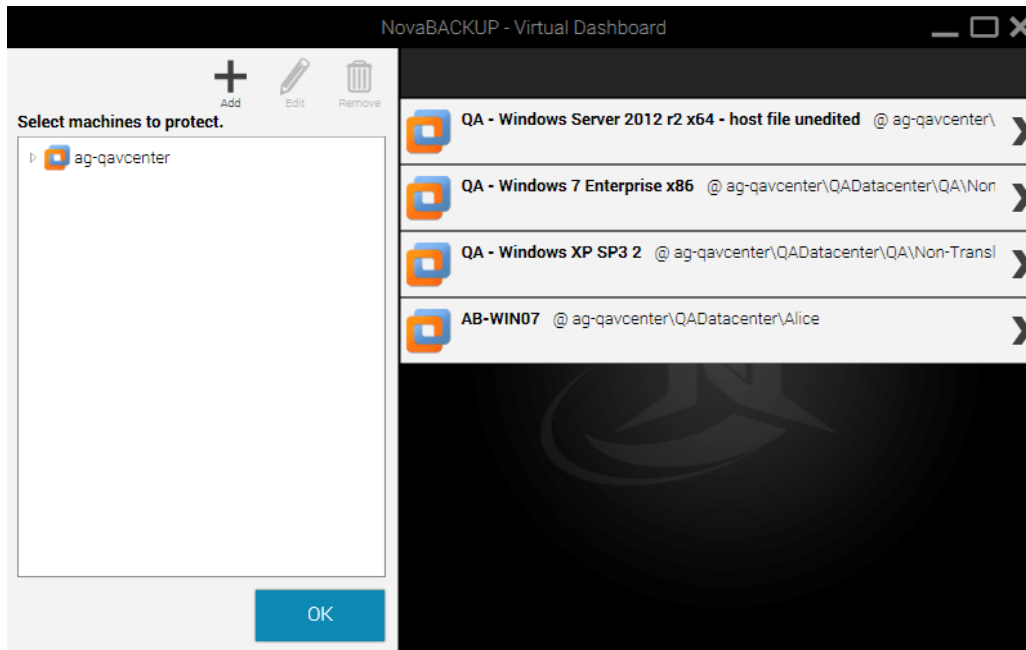 NovaBACKUP - Virtual Dashboard
Add Edit Remove
Select machines to protect.
ag-qavcenter
OK
QA - Windows Server 2012 r2 x64 - host file unedited @ ag-qavcenter\
QA - Windows 7 Enterprise x86 @ ag-qavcenter\QADatacenter\QA\Non
QA - Windows XP SP3 2 @ ag-qavcenter\QADatacenter\QA\Non-Transl
AB-WIN07 @ ag-qavcenter\QADatacenter\Alice